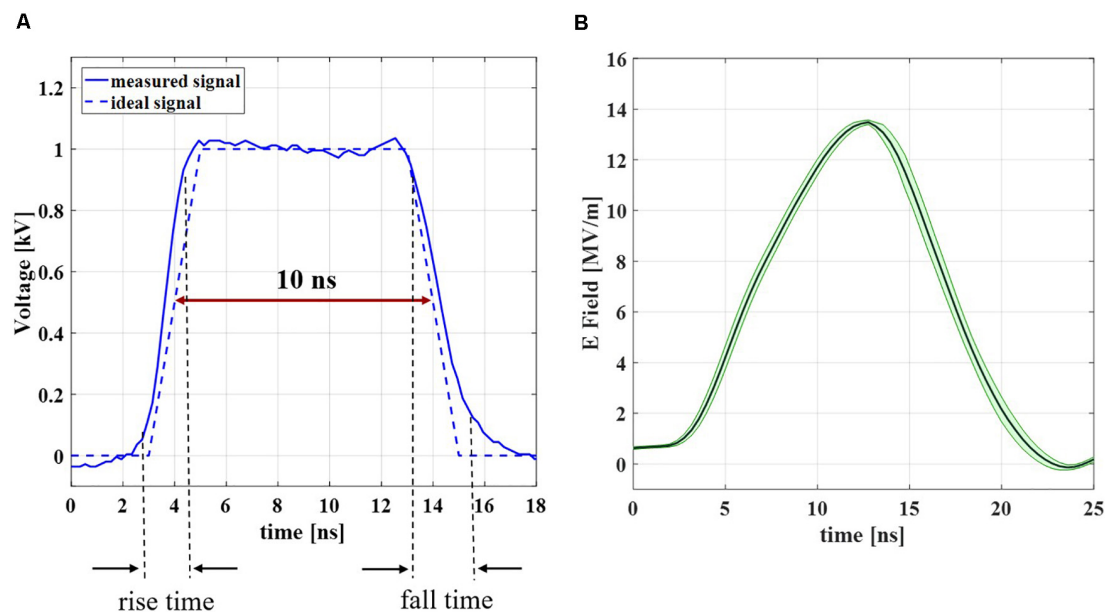 A
measured signal
ideal signal
1.2
1
0.8
0.6
0.4
0.2
0
Voltage [kV]
10 ns
0 2 4 6 8 10 12 14 16 18
time [ns]
rise time
fall time
B
16
14
12
10
8
6
4
2
0
E Field [MV/m]
0 5 10 15 20 25
time [ns]